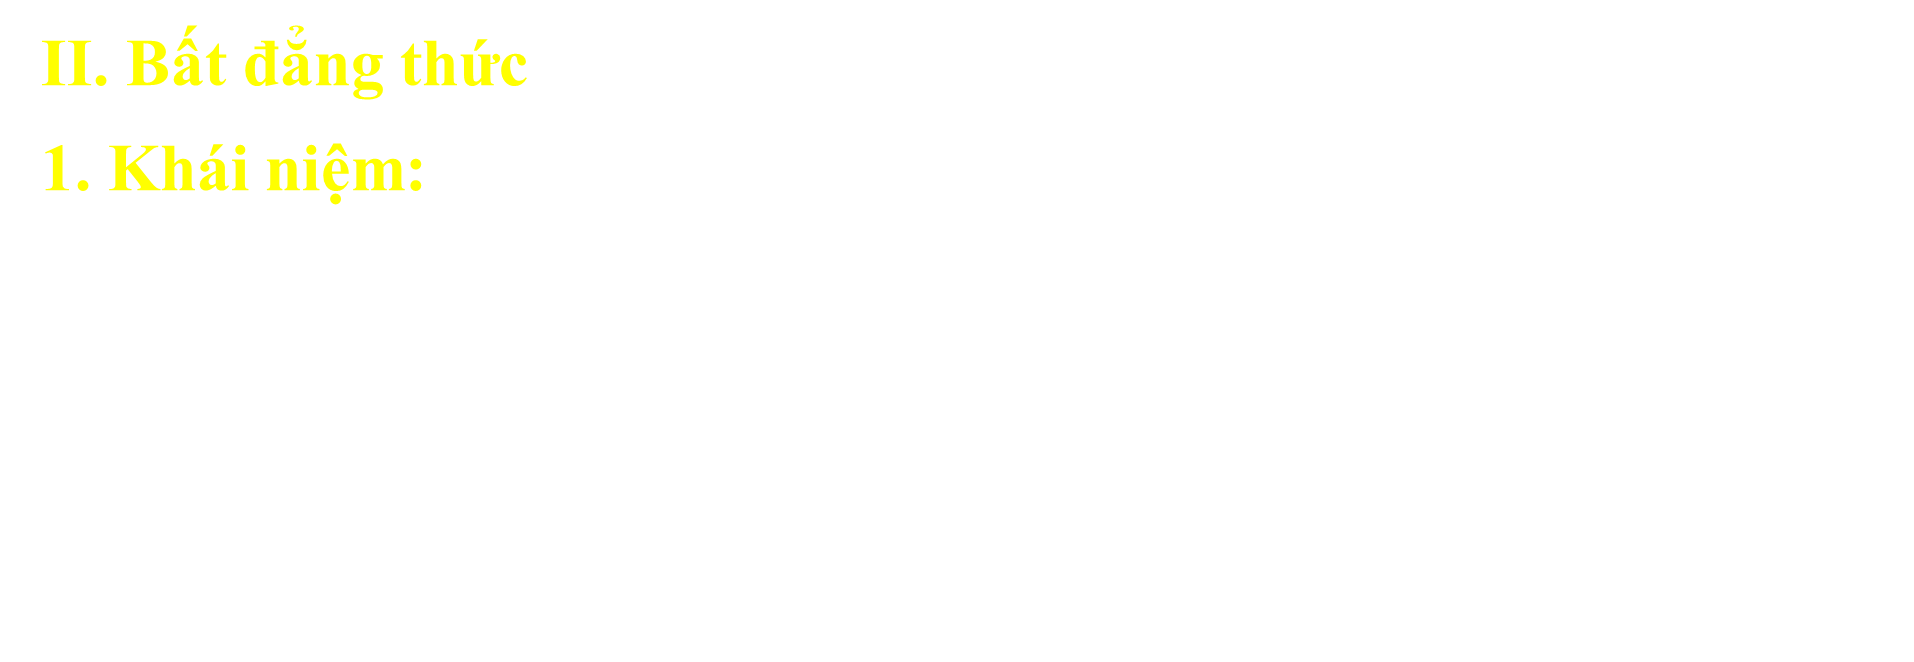 II. Bất đẳng thức
1. Khái niệm: